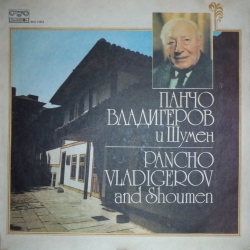 ПАНЧО
ВЛАДИГЕРОВ
и Шумен
PANCHO
VLADIGEROV
and Shoumen